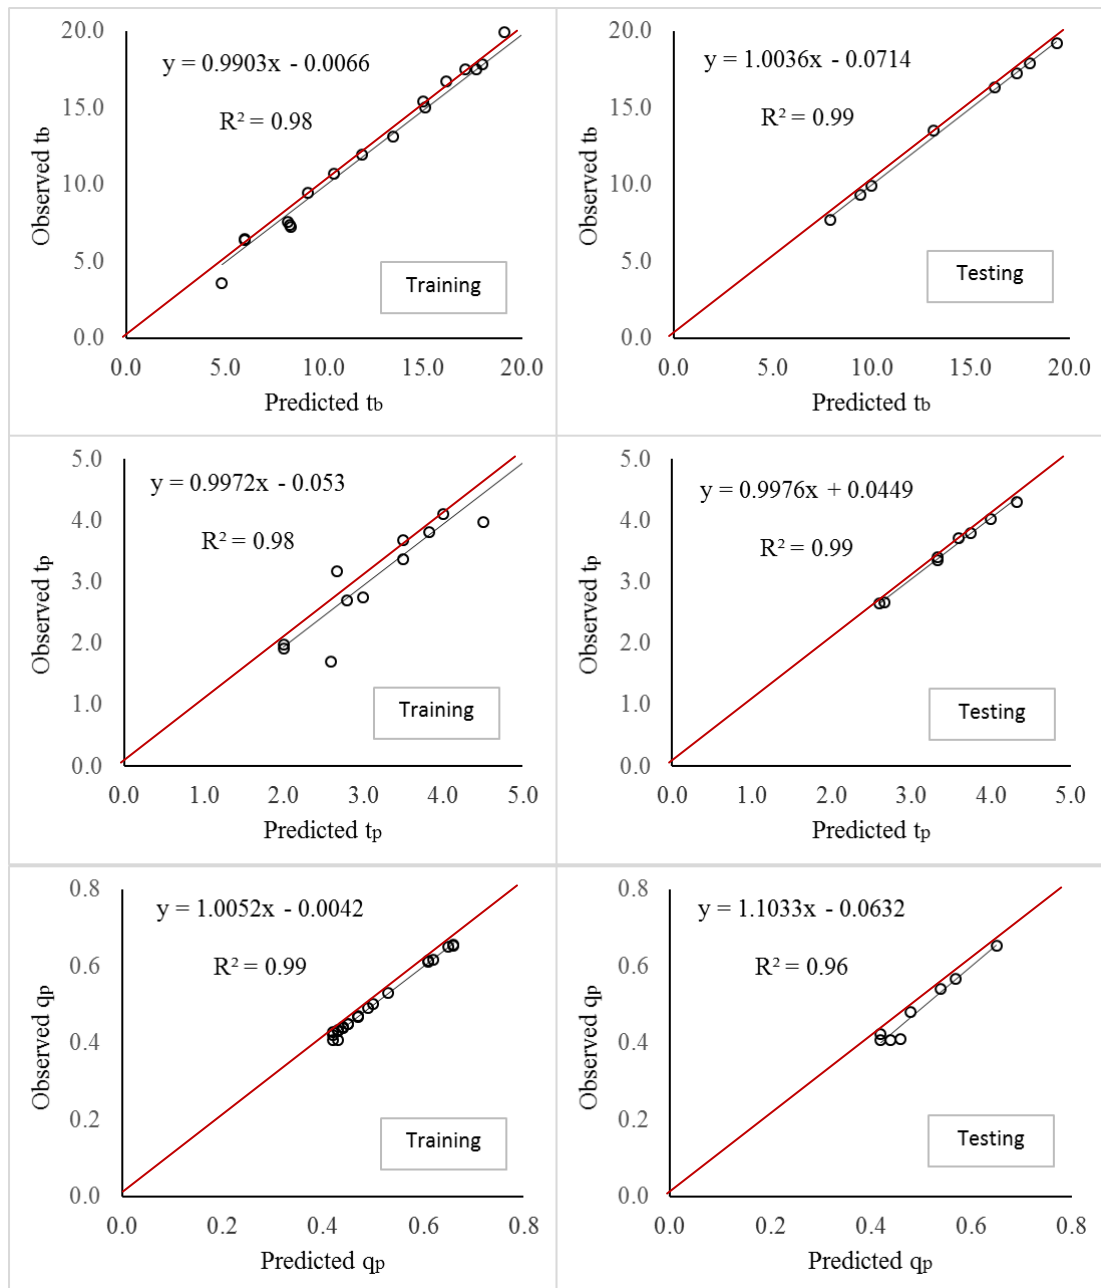 20.0
15.0
10.0
5.0
0.0
Observed tb
y = 0.9903x - 0.0066
R² = 0.98
Training
0.0 5.0 10.0 15.0 20.0
Predicted tb
20.0
15.0
10.0
5.0
0.0
Observed tb
y = 1.0036x - 0.0714
R² = 0.99
Testing
0.0 5.0 10.0 15.0 20.0
Predicted tb
5.0
4.0
3.0
2.0
1.0
0.0
Observed tp
y = 0.9972x - 0.053
R² = 0.98
Training
0.0 1.0 2.0 3.0 4.0 5.0
Predicted tp
5.0
4.0
3.0
2.0
1.0
0.0
Observed tp
y = 0.9976x + 0.0449
R² = 0.99
Testing
0.0 1.0 2.0 3.0 4.0 5.0
Predicted tp
0.8
0.6
0.4
0.2
0.0
Observed qp
y = 1.0052x - 0.0042
R² = 0.99
Training
0.0 0.2 0.4 0.6 0.8
Predicted qp
0.8
0.6
0.4
0.2
0.0
Observed qp
y = 1.1033x - 0.0632
R² = 0.96
Testing
0.0 0.2 0.4 0.6 0.8
Predicted qp